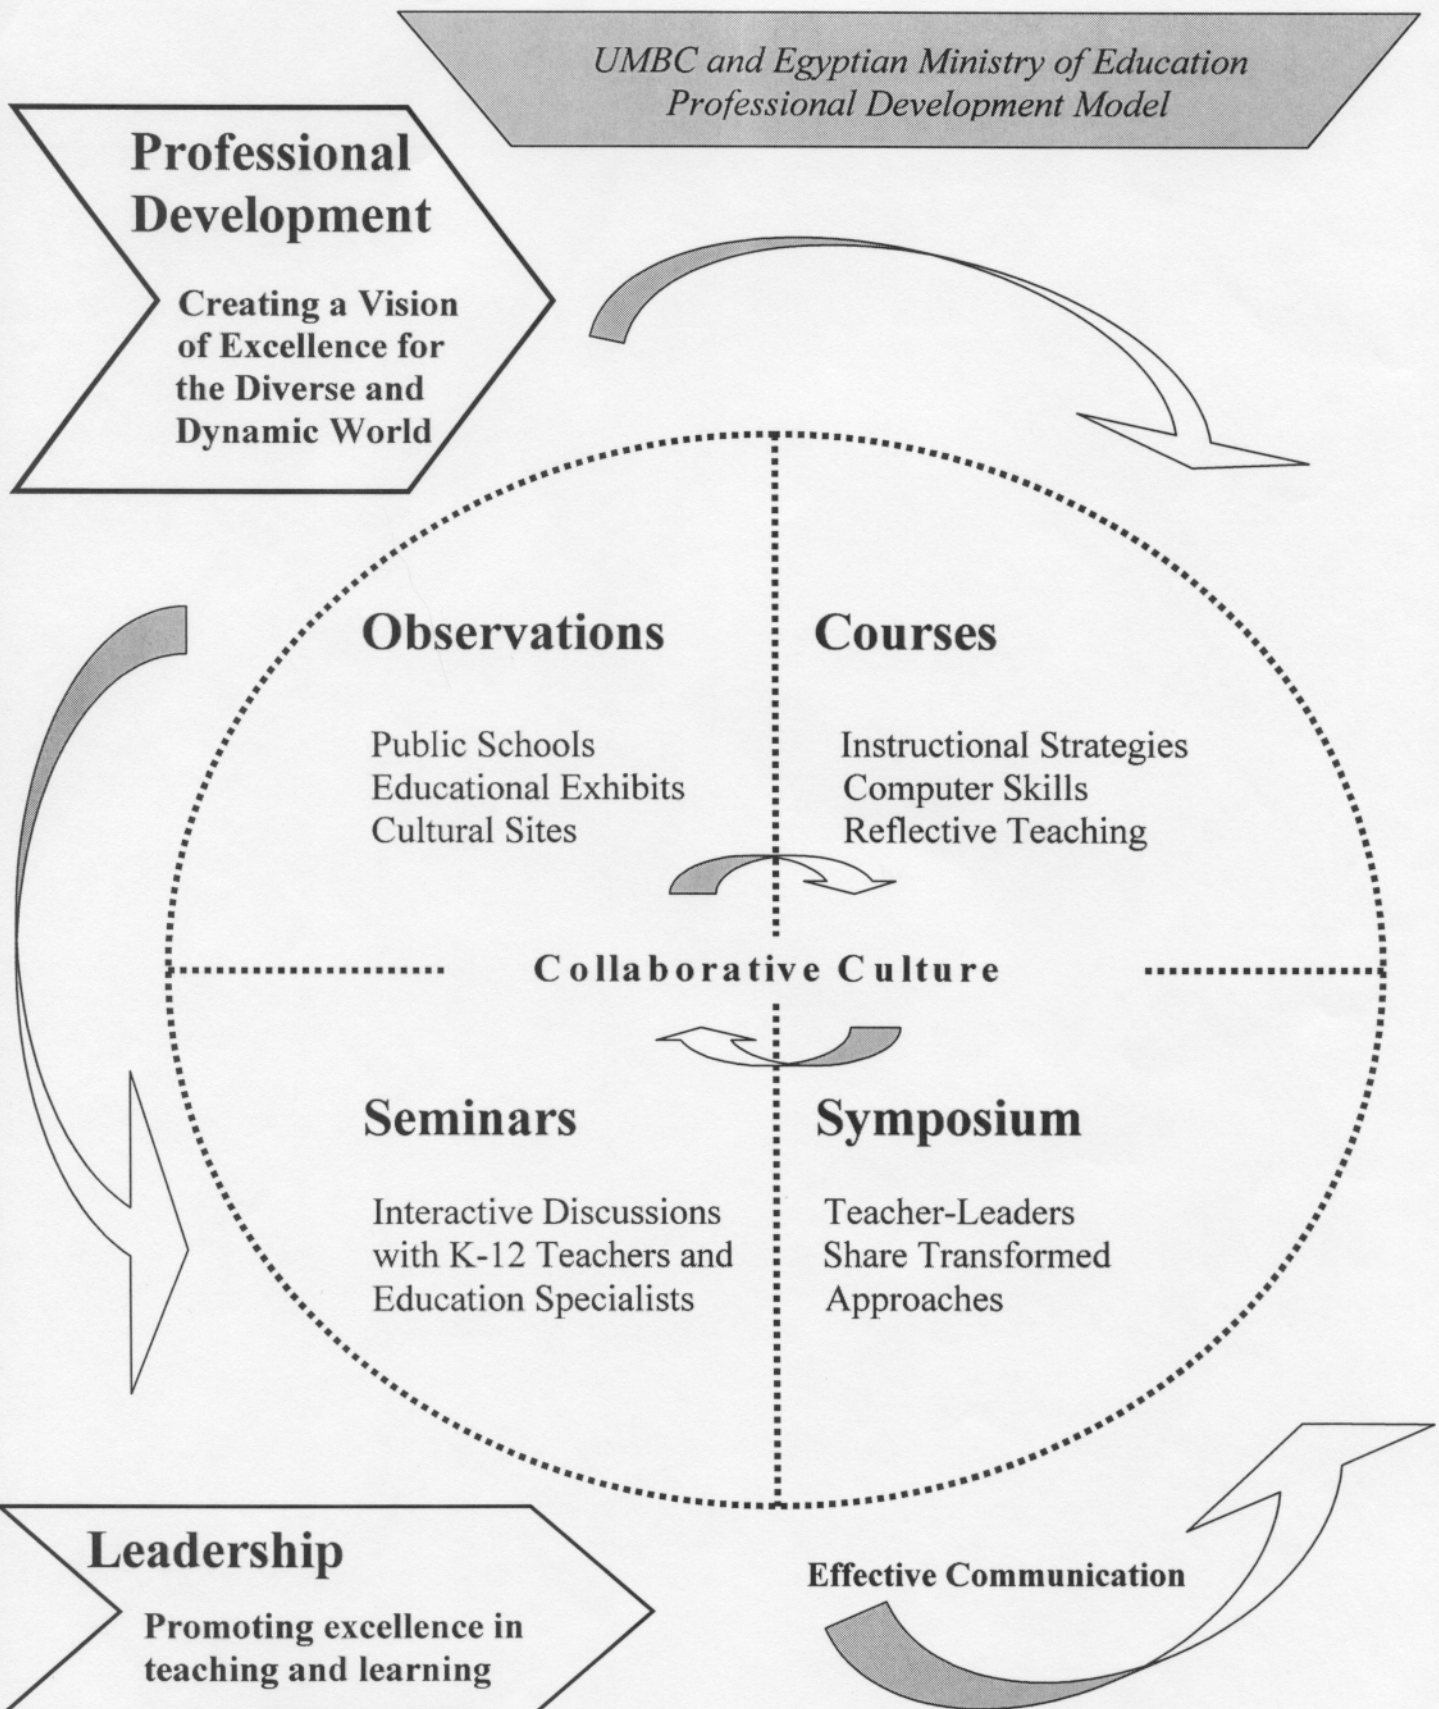 UMBC and Egyptian Ministry of Education
Professional Development Model
Professional
Development
Creating a Vision
of Excellence for
the Diverse and
Dynamic World
Observations
Public Schools
Educational Exhibits
Cultural Sites
Courses
Instructional Strategies
Computer Skills
Reflective Teaching
Collaborative Culture
Seminars
Interactive Discussions
with K-12 Teachers and
Education Specialists
Symposium
Teacher-Leaders
Share Transformed
Approaches
Leadership
Promoting excellence in
teaching and learning
Effective Communication